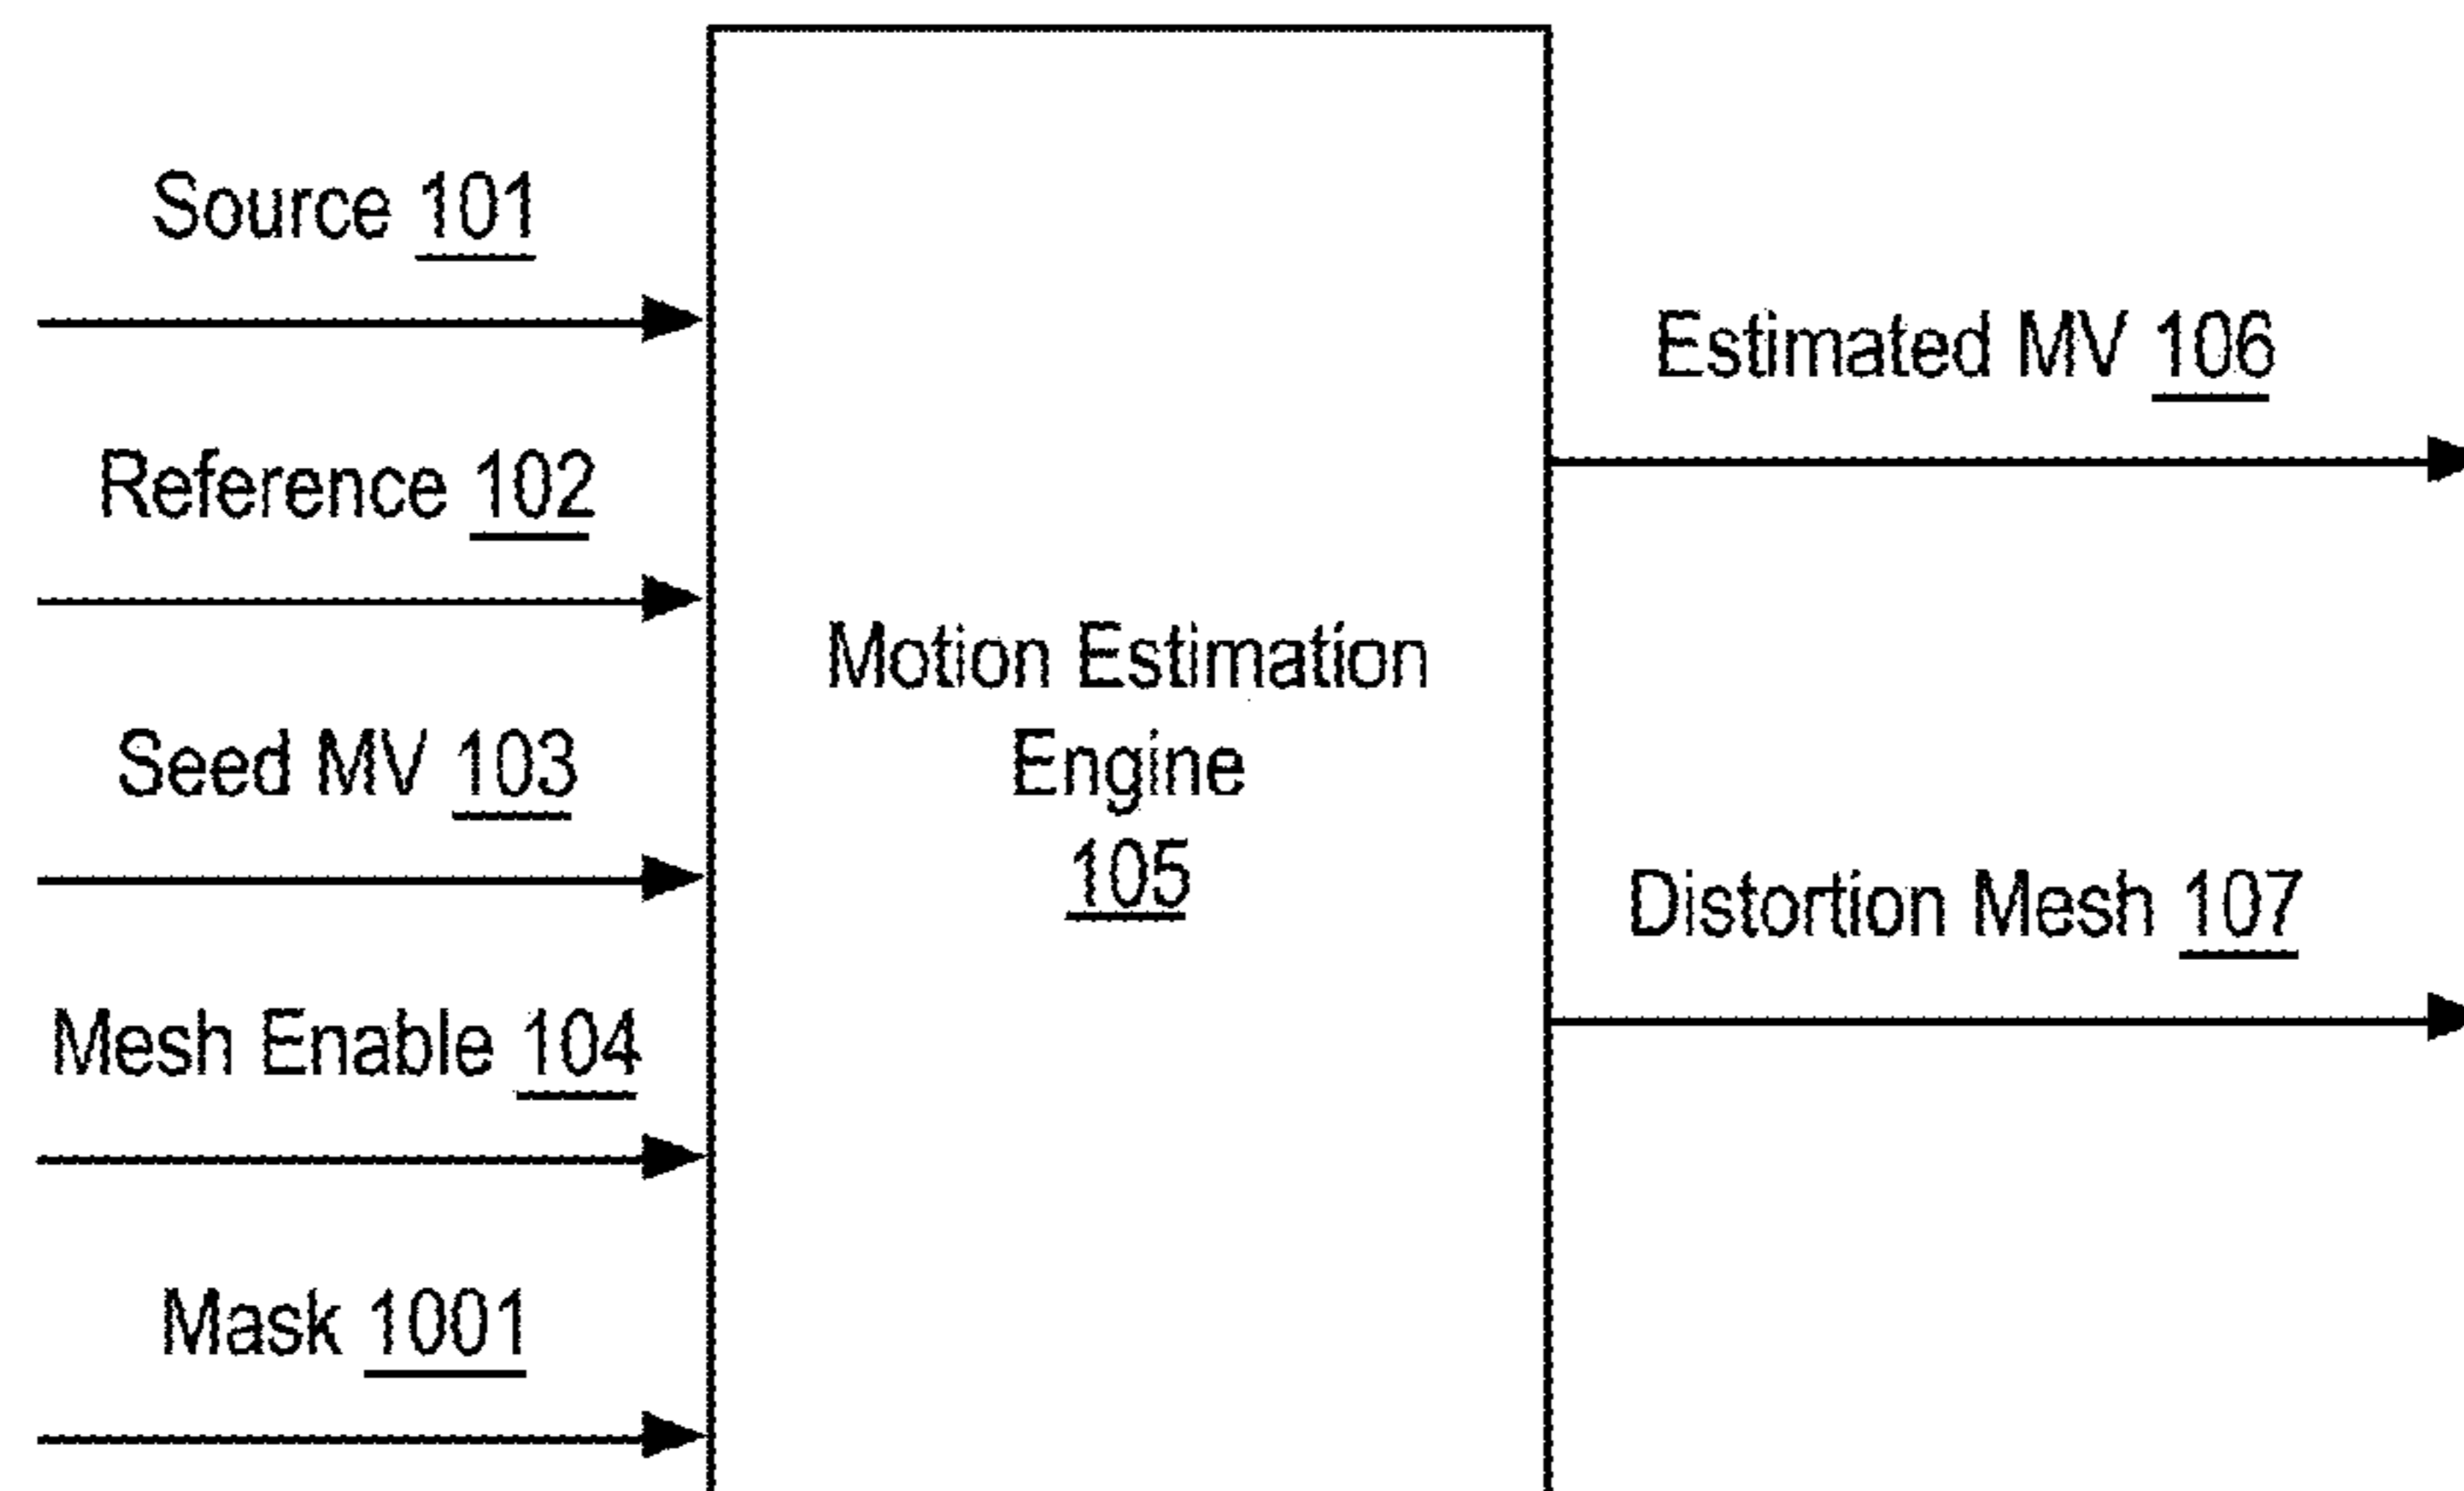 Source 101
Reference 102
Seed MV 103
Mesh Enable 104
Mask 1001
Motion Estimation
Engine
105
Estimated MV 106
Distortion Mesh 107